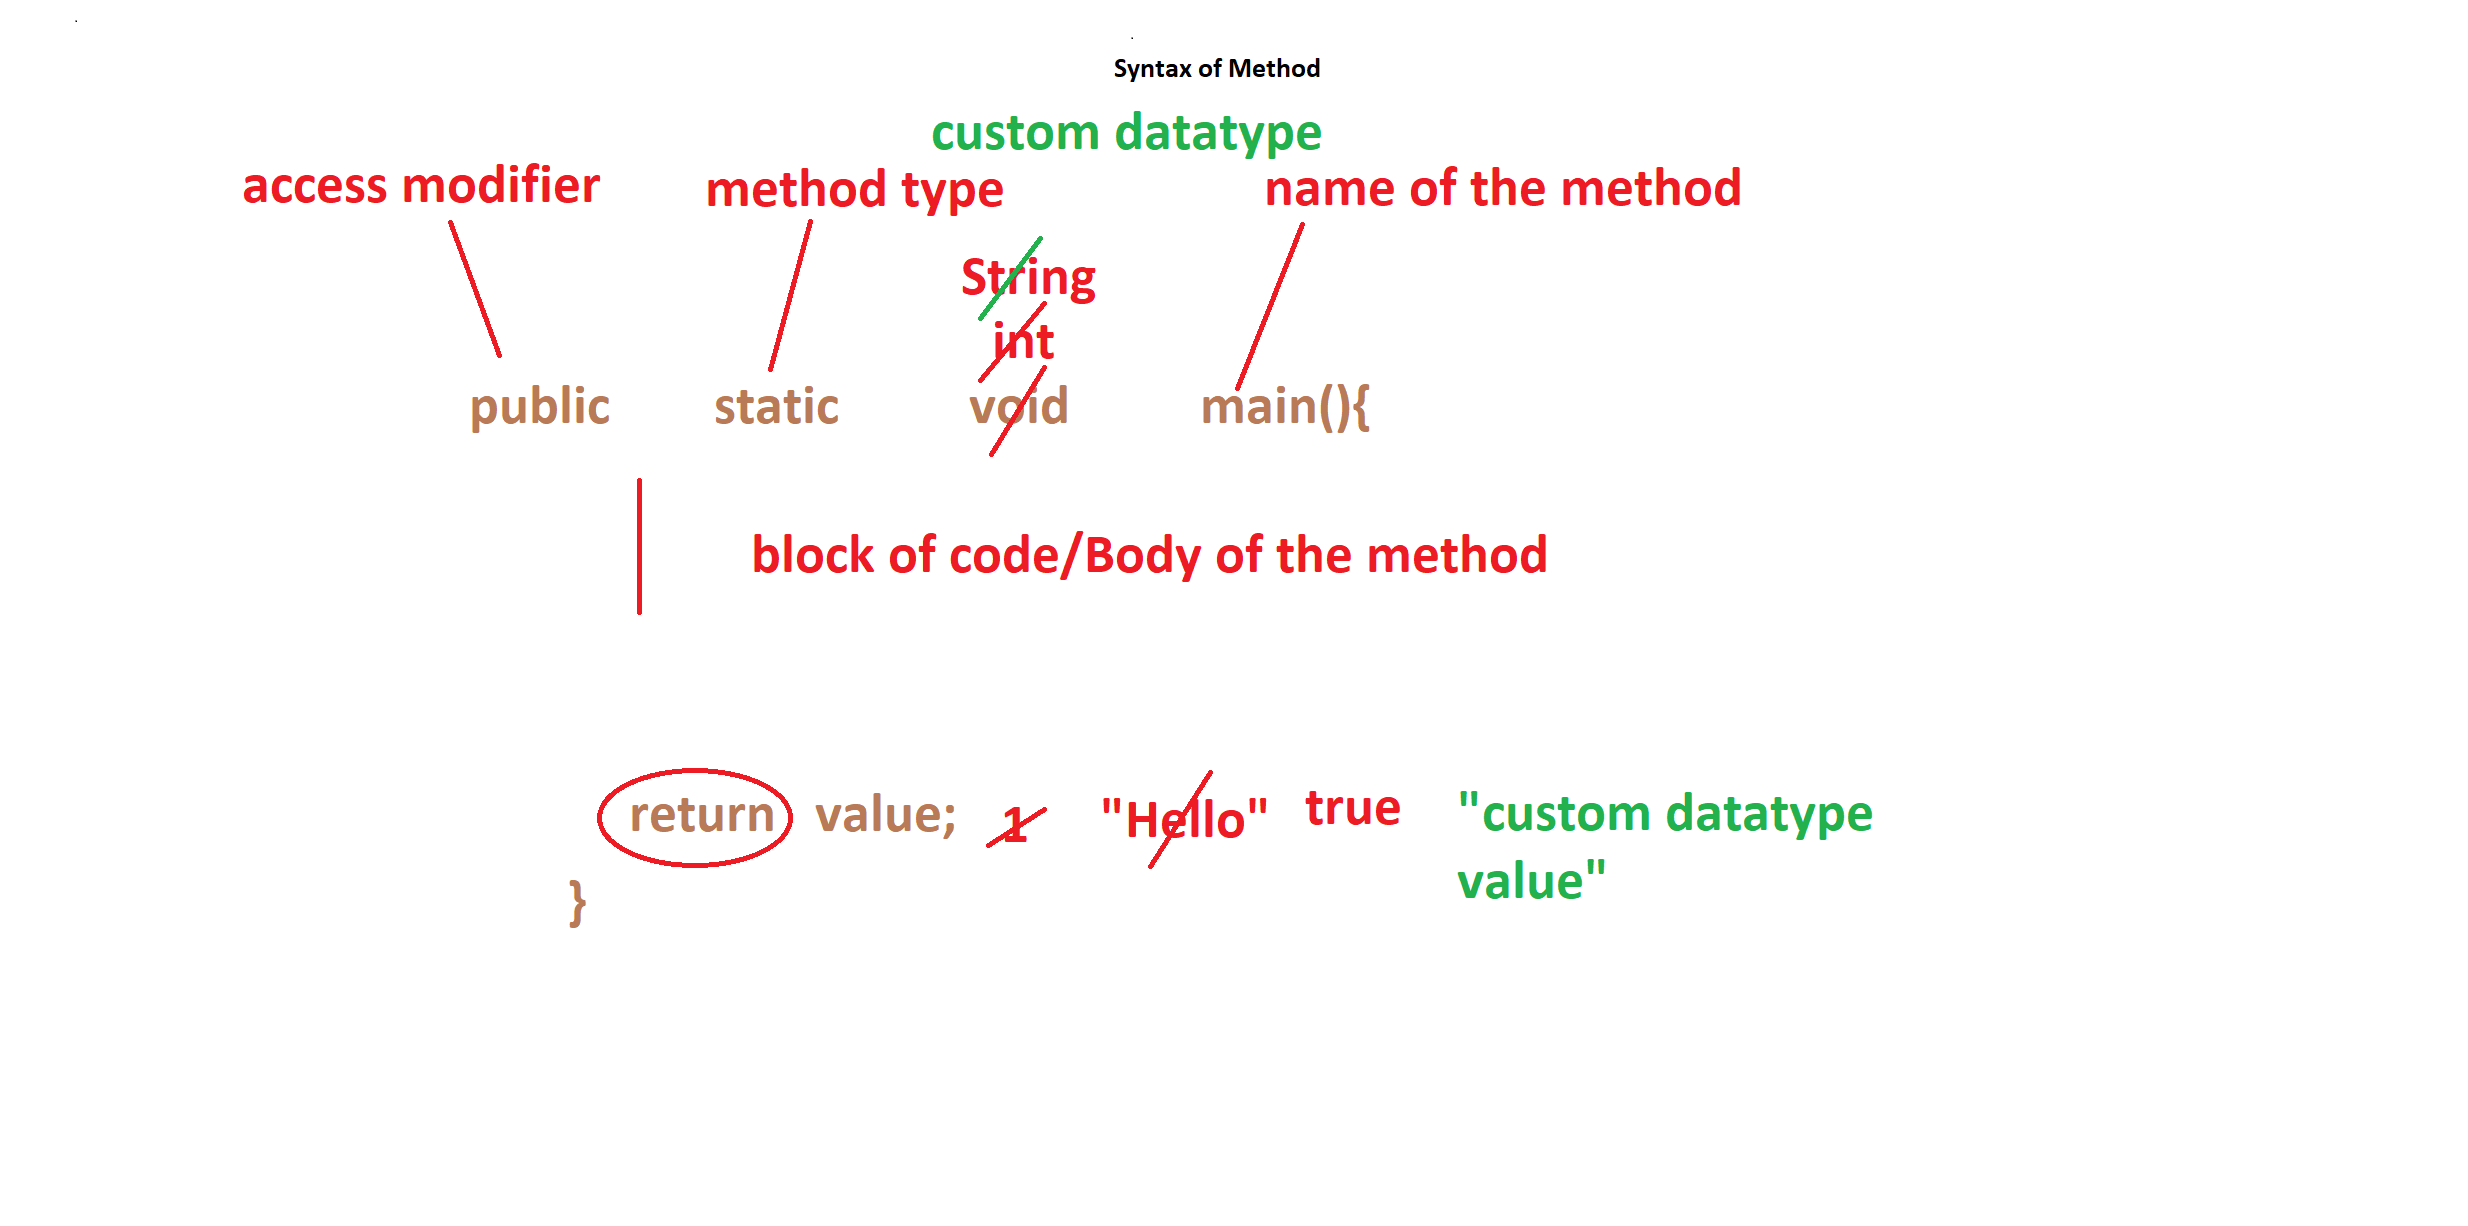 Syntax of Method
custom datatype
access modifier method type name of the method
String
int
public static void main(){
block of code/Body of the method
return value; 1 "Hello" true "custom datatype
value"
}